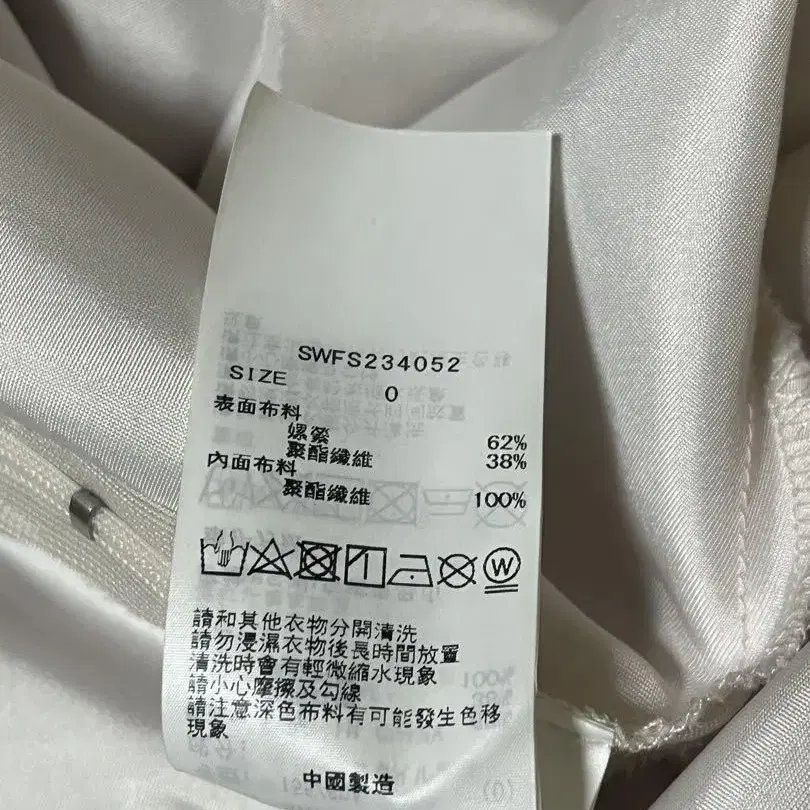 SWFS234052
SIZE 0
表面布料
嫘縈 62%
聚酯纖維 38%
內面布料
聚酯纖維 100%
W
請和其他衣物分開清洗
請勿浸濕衣物後長時間放置
清洗時會有輕微縮水現象
請小心摩擦及勾線
請注意深色布料有可能發生色移
現象
中國製造